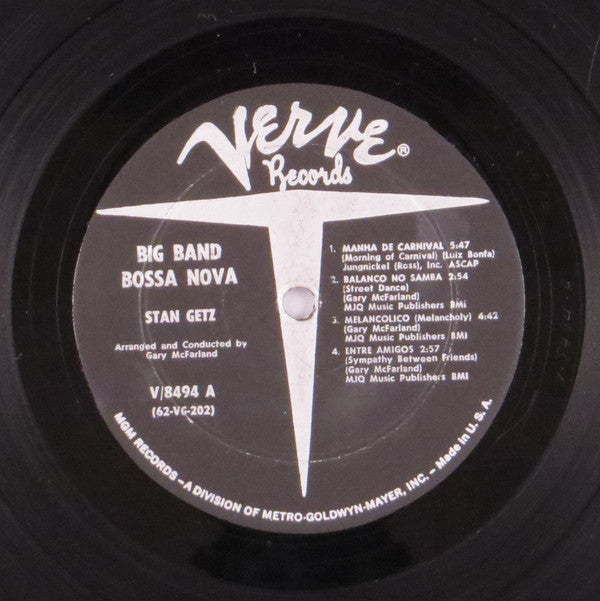 Verve®
Records
BIG BAND
BOSSA NOVA
STAN GETZ
Arranged and Conducted by
Gary McFarland
V/8494 A
(62-VG-202)
1. MANHA DE CARNIVAL 5:47
(Morning of Carnival) (Luiz Bonfa)
Jungnickel (Ross), Inc. ASCAP
2. BALANCO NO SAMBA 2:54
(Street Dance)
(Gary McFarland)
MJQ Music Publishers BMI
3. MELANCOLICO (Melancholy) 4:42
(Gary McFarland)
MJQ Music Publishers BMI
4. ENTRE AMIGOS 2:57
(Sympathy Between Friends)
(Gary McFarland)
MJQ Music Publishers BMI
MGM RECORDS – A DIVISION OF METRO-GOLDWYN-MAYER, INC. – Made in U. S. A.